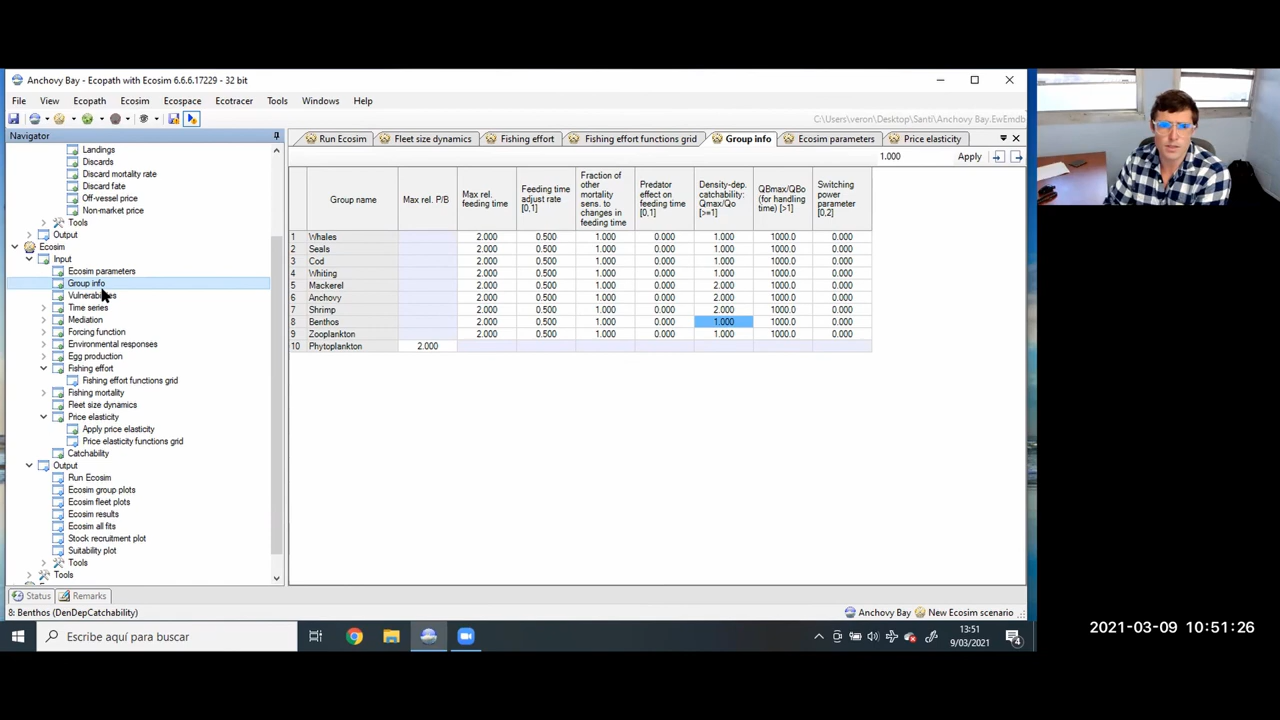 Anchovy Bay - Ecopath with Ecosim 6.6.6.17229 - 32 bit
File View Ecopath Ecosim Ecospace Ecotracer Tools Windows Help
C:\Users\veron\Desktop\Santi\Anchovy Bay.EwEmdb
Navigator
Landings
Discards
Discard mortality rate
Discard fate
Off-vessel price
Non-market price
Tools
Output
Ecosim
Input
Ecosim parameters
Group info
Vulnerabilities
Time series
Mediation
Forcing function
Environmental responses
Egg production
Fishing effort
Fishing effort functions grid
Fishing mortality
Fleet size dynamics
Price elasticity
Apply price elasticity
Price elasticity functions grid
Catchability
Output
Run Ecosim
Ecosim group plots
Ecosim fleet plots
Ecosim results
Ecosim all fits
Stock recruitment plot
Suitability plot
Tools
Tools
Run Ecosim Fleet size dynamics Fishing effort Fishing effort functions grid Group info Ecosim parameters Price elasticity
1.000 Apply
Group name
Max rel. P/B
Max rel.
feeding time
Feeding time
adjust rate
[0,1]
Fraction of
other
mortality
sens. to
changes in
feeding time
Predator
effect on
feeding time
[0,1]
Density-dep.
catchability:
Qmax/Qo
[>=1]
QBmax/QBo
(for handling
time) [>1]
Switching
power
parameter
[0.2]
1 Whales 2.000 0.500 1.000 0.000 1.000 1000.0 0.000
2 Seals 2.000 0.500 1.000 0.000 1.000 1000.0 0.000
3 Cod 2.000 0.500 1.000 0.000 1.000 1000.0 0.000
4 Whiting 2.000 0.500 1.000 0.000 1.000 1000.0 0.000
5 Mackerel 2.000 0.500 1.000 0.000 2.000 1000.0 0.000
6 Anchovy 2.000 0.500 1.000 0.000 2.000 1000.0 0.000
7 Shrimp 2.000 0.500 1.000 0.000 2.000 1000.0 0.000
8 Benthos 2.000 0.500 1.000 0.000 1.000 1000.0 0.000
9 Zooplankton 2.000 0.500 1.000 0.000 1.000 1000.0 0.000
10 Phytoplankton 2.000
Status Remarks
8: Benthos (DenDepCatchability)
Anchovy Bay New Ecosim scenario
Escribe aquí para buscar
13:51
9/03/2021
4
2021-03-09 10:51:26